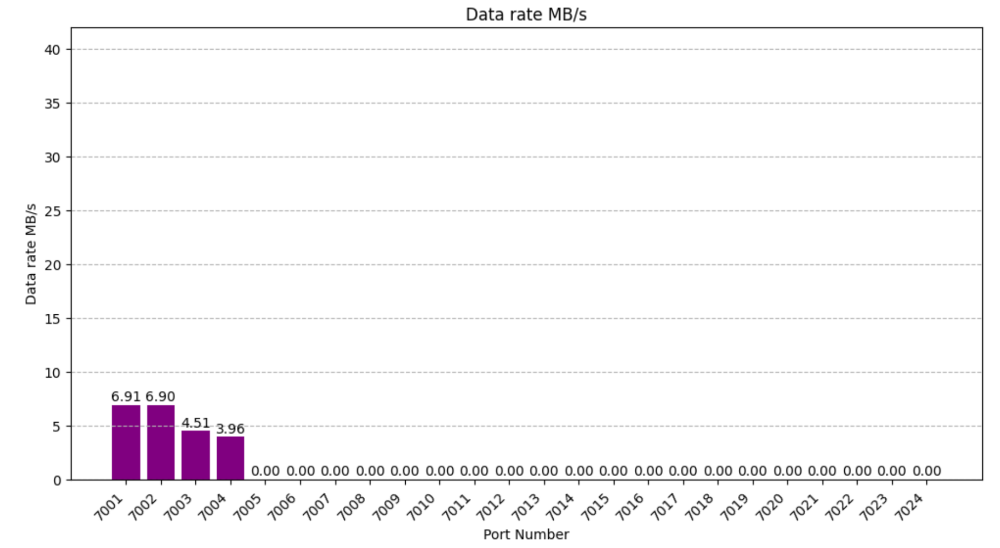 Data rate MB/s
40
35
30
25
20
15
10
5
0
Data rate MB/s
6.91 6.90 4.51 3.96 0.00 0.00 0.00 0.00 0.00 0.00 0.00 0.00 0.00 0.00 0.00 0.00 0.00 0.00 0.00 0.00 0.00 0.00 0.00 0.00
7001 7002 7003 7004 7005 7006 7007 7008 7009 7010 7011 7012 7013 7014 7015 7016 7017 7018 7019 7020 7021 7022 7023 7024
Port Number